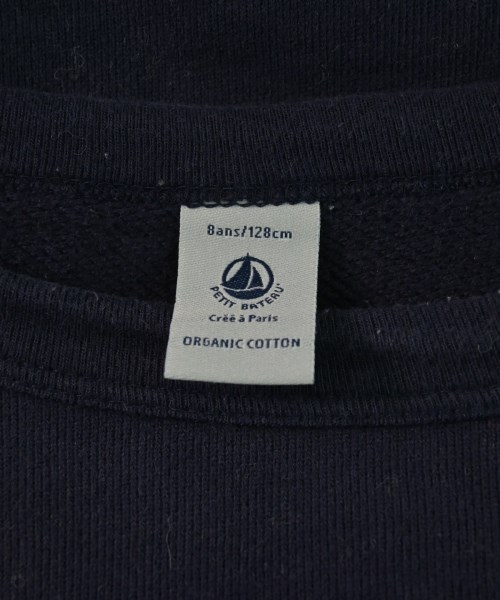 8ans/128cm
PETIT BATEAU
Créé à Paris
ORGANIC COTTON